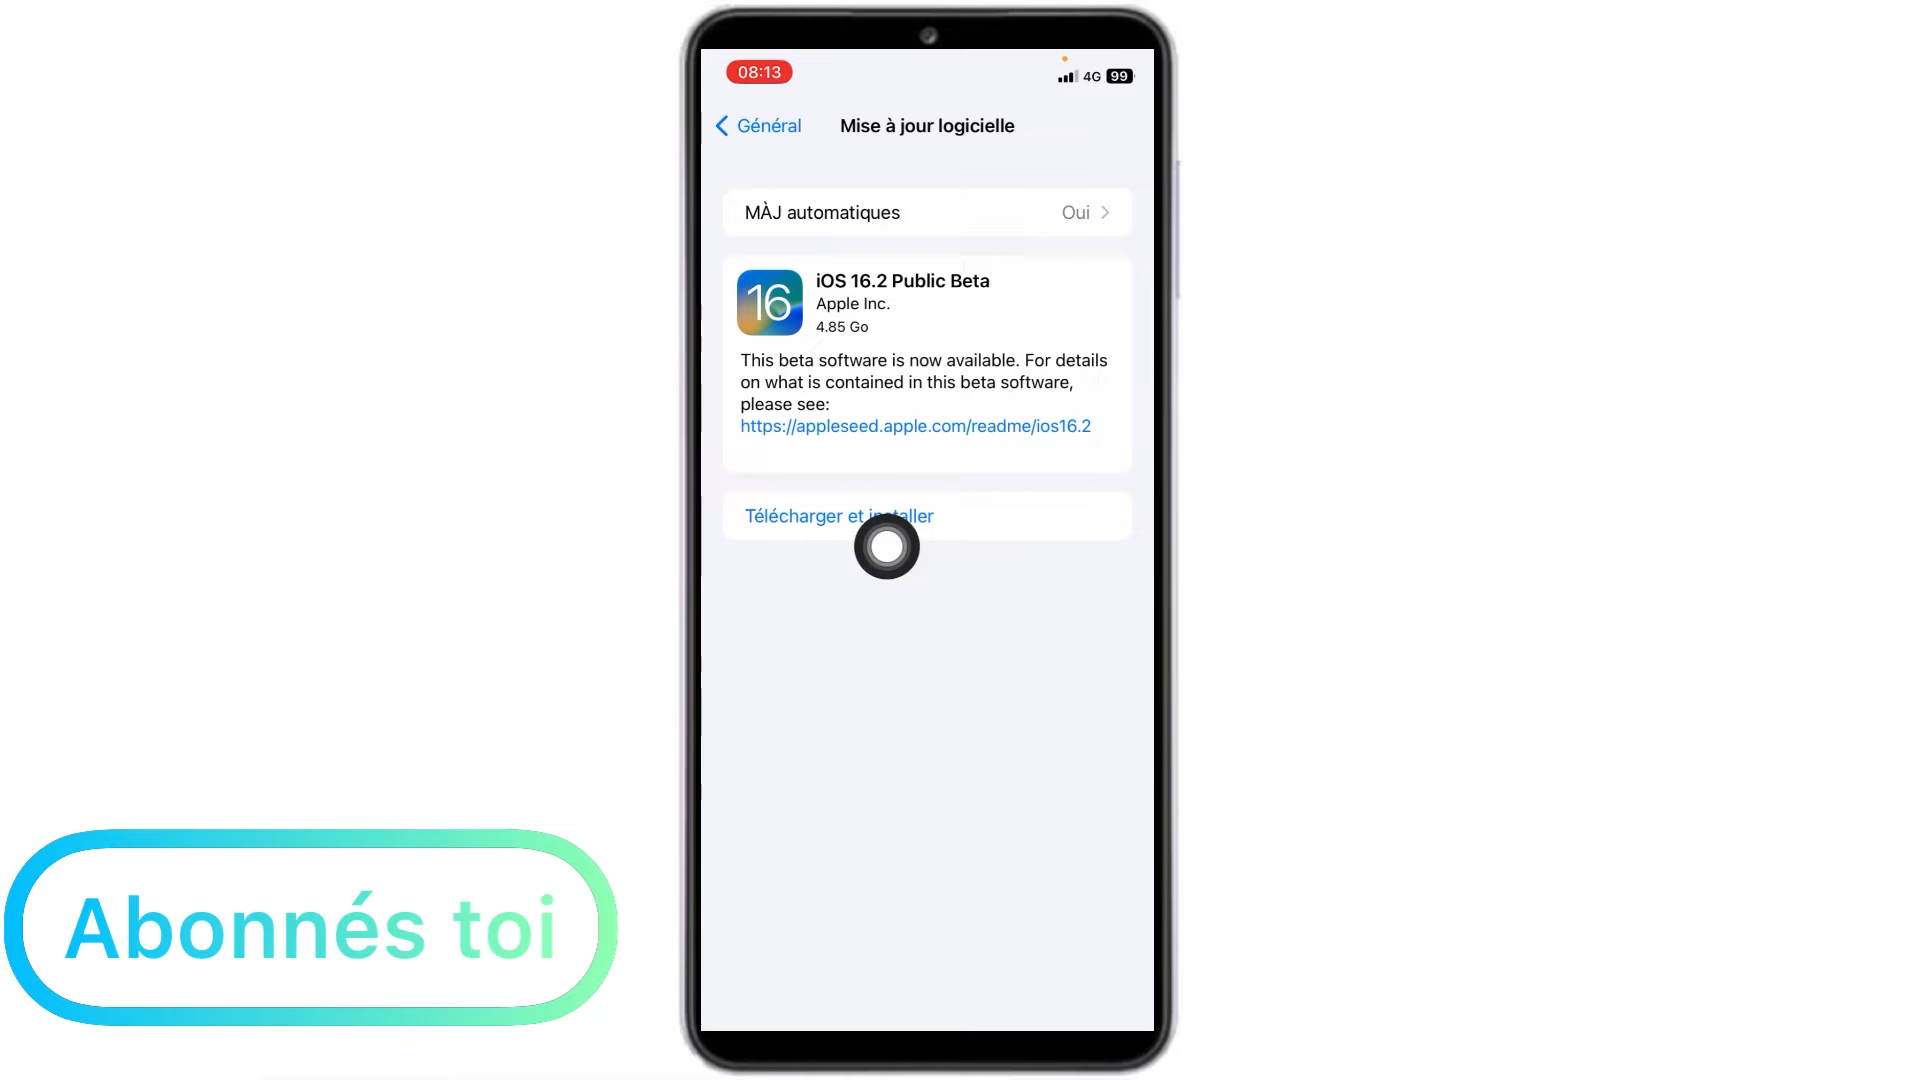 08:13
4G 99
Général
Mise à jour logicielle
MÀJ automatiques
Oui
16
iOS 16.2 Public Beta
Apple Inc.
4.85 Go
This beta software is now available. For details
on what is contained in this beta software,
please see:
https://appleseed.apple.com/readme/ios16.2
Télécharger et installer
Abonnés toi